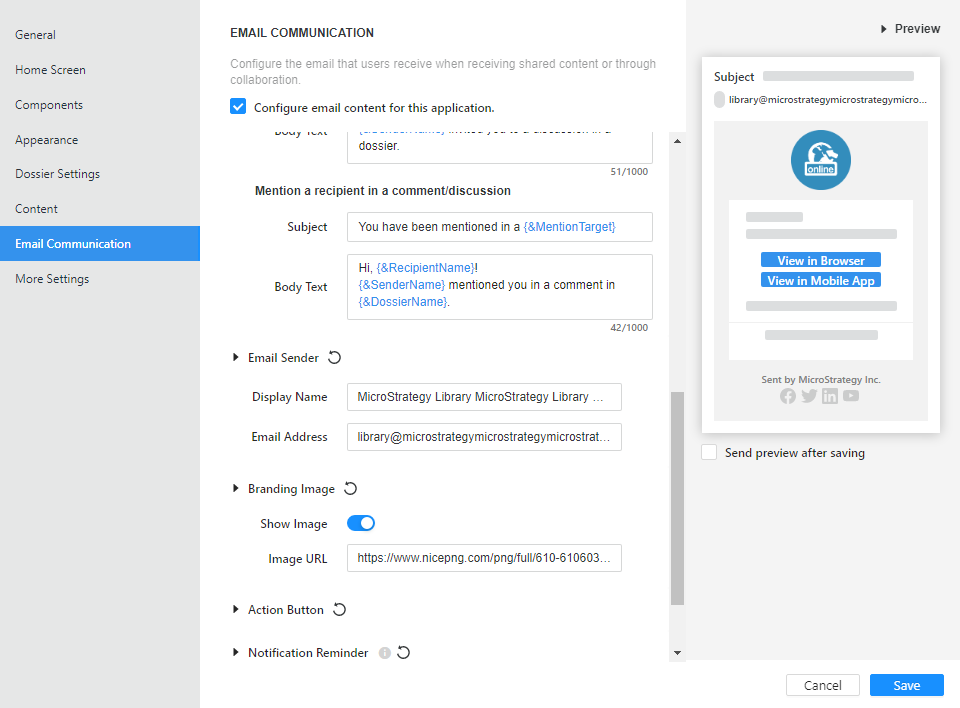 General
Home Screen
Components
Appearance
Dossier Settings
Content
Email Communication
More Settings
EMAIL COMMUNICATION
Configure the email that users receive when receiving shared content or through
collaboration.
Configure email content for this application.
Body Text
{&SenderName} invited you to a discussion in a
dossier.
51/1000
Mention a recipient in a comment/discussion
Subject
You have been mentioned in a {&MentionTarget}
Body Text
Hi, {&RecipientName}!
{&SenderName} mentioned you in a comment in
{&DossierName}.
42/1000
Email Sender
Display Name
MicroStrategy Library MicroStrategy Library ...
Email Address
library@microstrategymicrostrategymicrostrat...
Branding Image
Show Image
Image URL
https://www.nicepng.com/png/full/610-610603...
Action Button
Notification Reminder
Preview
Subject
library@microstrategymicrostrategymicro...
online
View in Browser
View in Mobile App
Sent by MicroStrategy Inc.
Send preview after saving
Cancel
Save